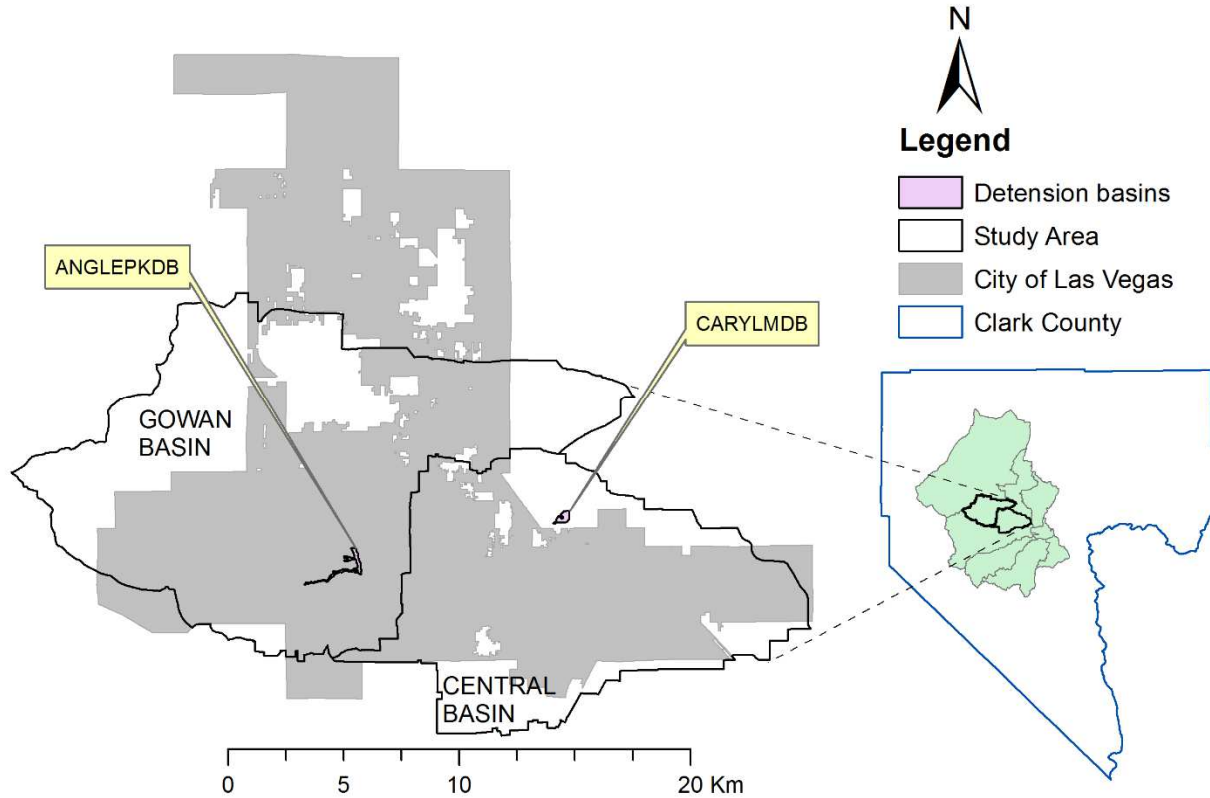 N
Legend
Detension basins
Study Area
City of Las Vegas
Clark County
ANGLEPKDB
CARYLMDB
GOWAN
BASIN
CENTRAL
BASIN
0 5 10 20 Km